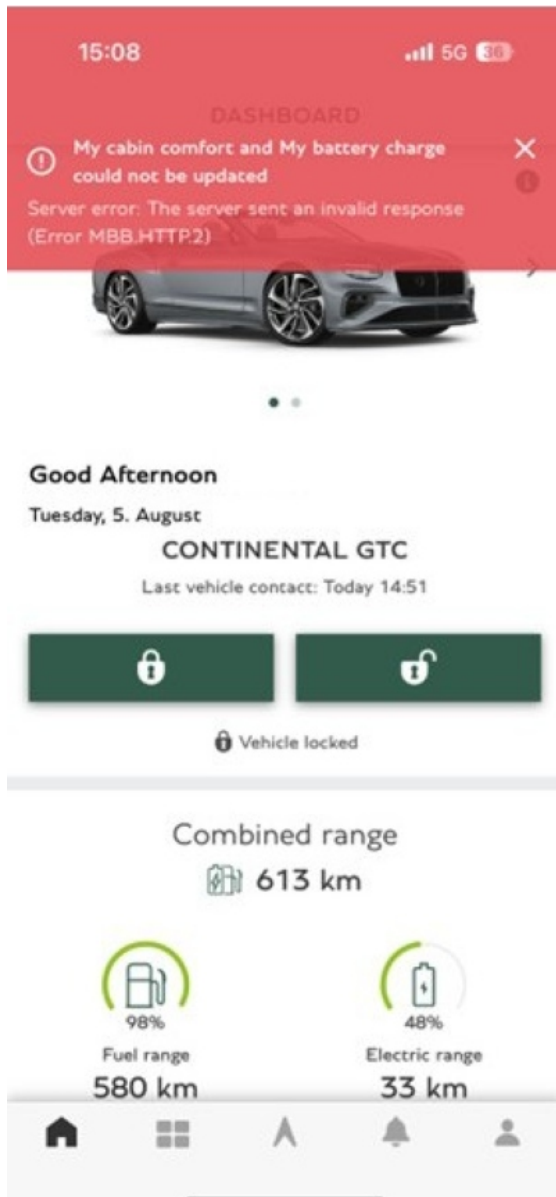 15:08
5G 36
DASHBOARD
My cabin comfort and My battery charge
could not be updated
Server error: The server sent an invalid response
(Error MBB.HTTP.2)
Good Afternoon
Tuesday, 5. August
CONTINENTAL GTC
Last vehicle contact: Today 14:51
Vehicle locked
Combined range
613 km
98%
48%
Fuel range
Electric range
580 km
33 km